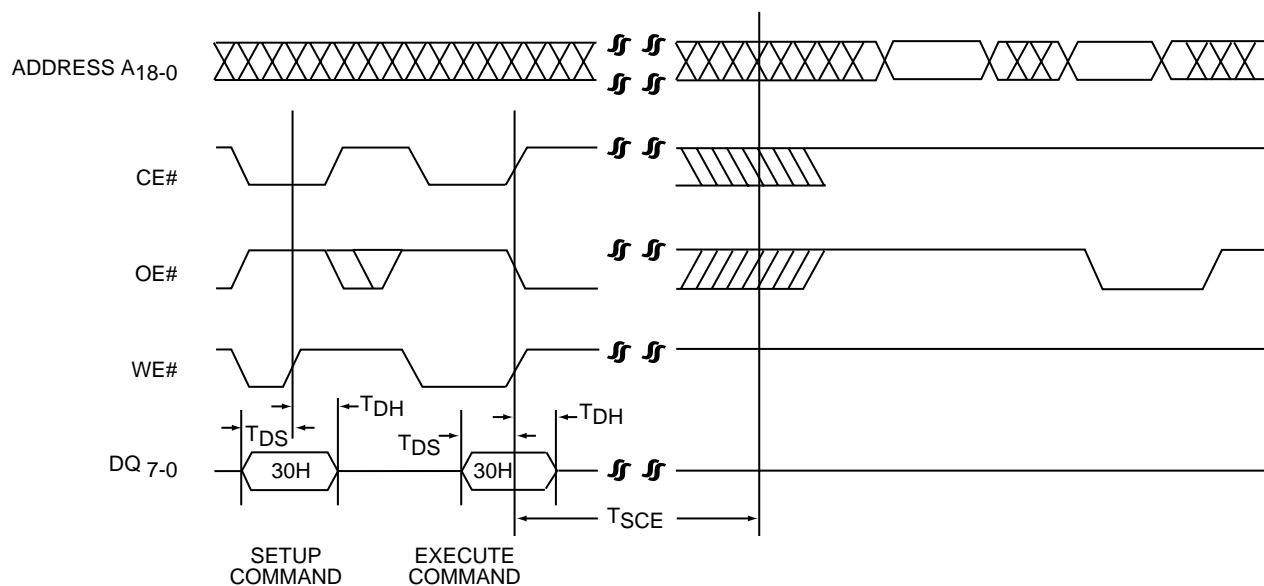 ADDRESS A18-0
CE#
OE#
WE#
TDH
TDS
TDH
TDS
DQ 7-0
30H
30H
TSCE
SETUP
COMMAND
EXECUTE
COMMAND